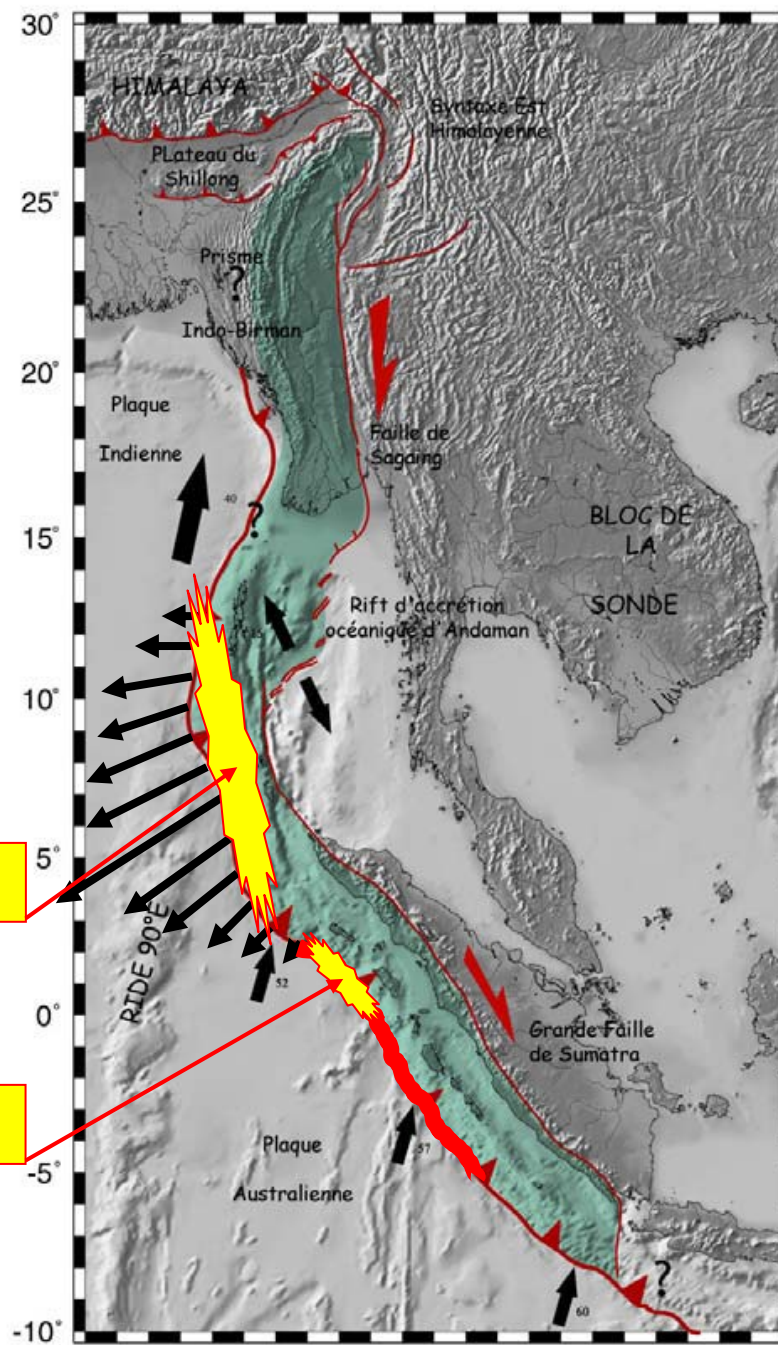 30°
HIMALAYA
Syntaxe Est
Himalayenne
PLateau du
Shillong
25°
Prisme
?
Indo-Birman
20°
Plaque
Indienne
Faille de
Sagaing
40
?
BLOC DE
LA
SONDE
15°
Rift d'accrétion
océanique d'Andaman
10°
5°
RIDE 90°E
52
0°
Grande Faille
de Sumatra
Plaque
Australienne
57
-5°
?
60
-10°